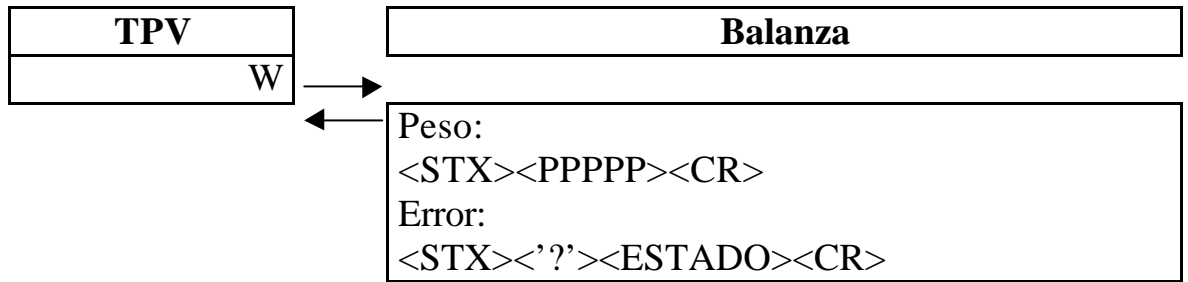 TPV
Balanza
W
Peso:
<STX><PPPPP><CR>
Error:
<STX><’?’><ESTADO><CR>